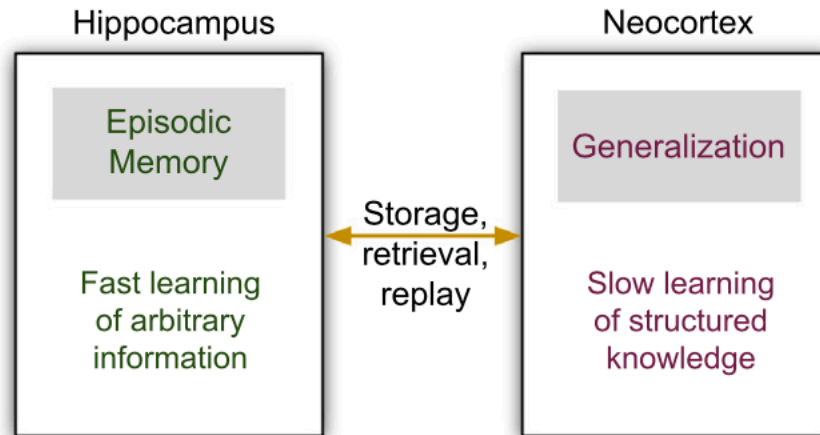 Hippocampus
Episodic
Memory
Fast learning
of arbitrary
information
Storage,
retrieval,
replay
Neocortex
Generalization
Slow learning
of structured
knowledge